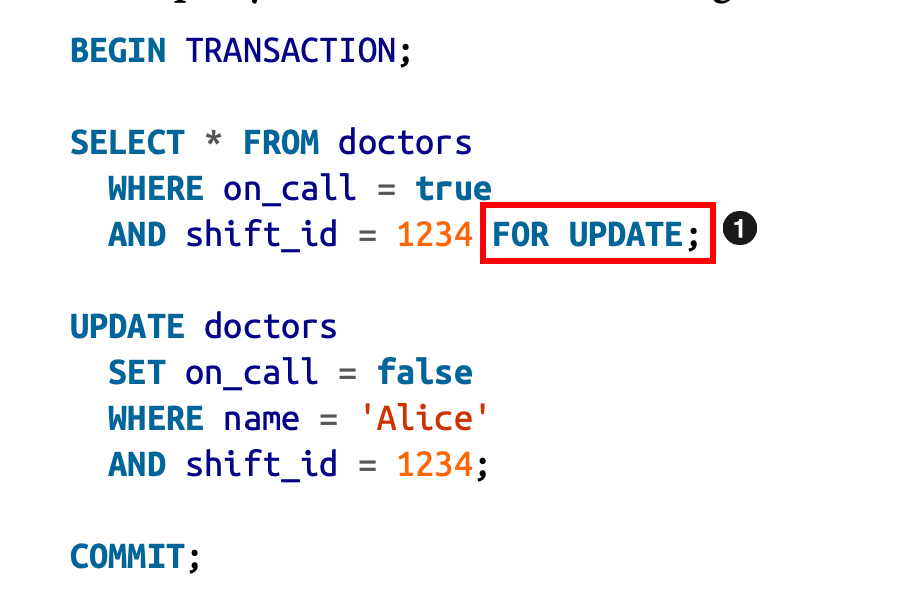 BEGIN TRANSACTION;
SELECT * FROM doctors
WHERE on_call = true
AND shift_id = 1234 FOR UPDATE; 1
UPDATE doctors
SET on_call = false
WHERE name = 'Alice'
AND shift_id = 1234;
COMMIT;